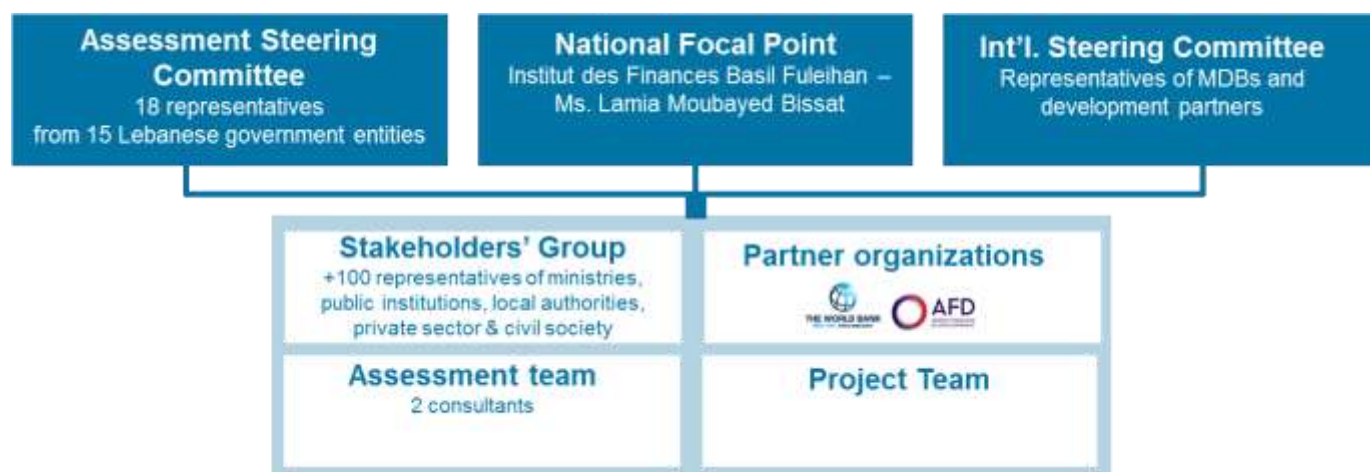 Assessment Steering
Committee
18 representatives
from 15 Lebanese government entities
National Focal Point
Institut des Finances Basil Fuleihan –
Ms. Lamia Moubayed Bissat
Int'l. Steering Committee
Representatives of MDBs and
development partners
Stakeholders' Group
+100 representatives of ministries,
public institutions, local authorities,
private sector & civil society
Partner organizations
THE WORLD BANK
AFD
Assessment team
2 consultants
Project Team